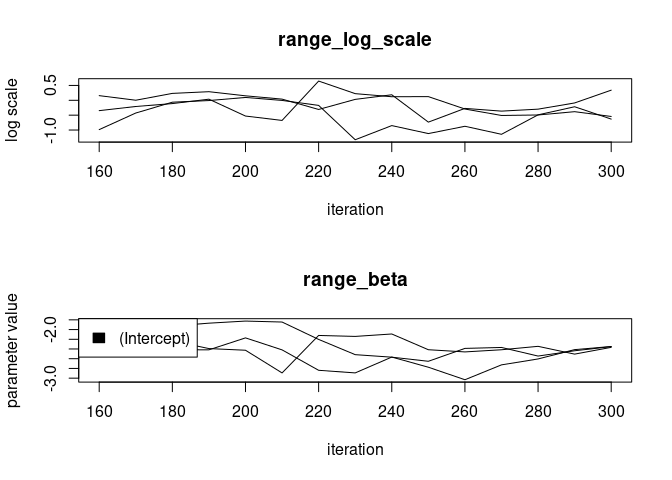 range_log_scale
log scale
0.5
-1.0
160 180 200 220 240 260 280 300
iteration
range_beta
parameter value
-2.0
-3.0
(Intercept)
160 180 200 220 240 260 280 300
iteration